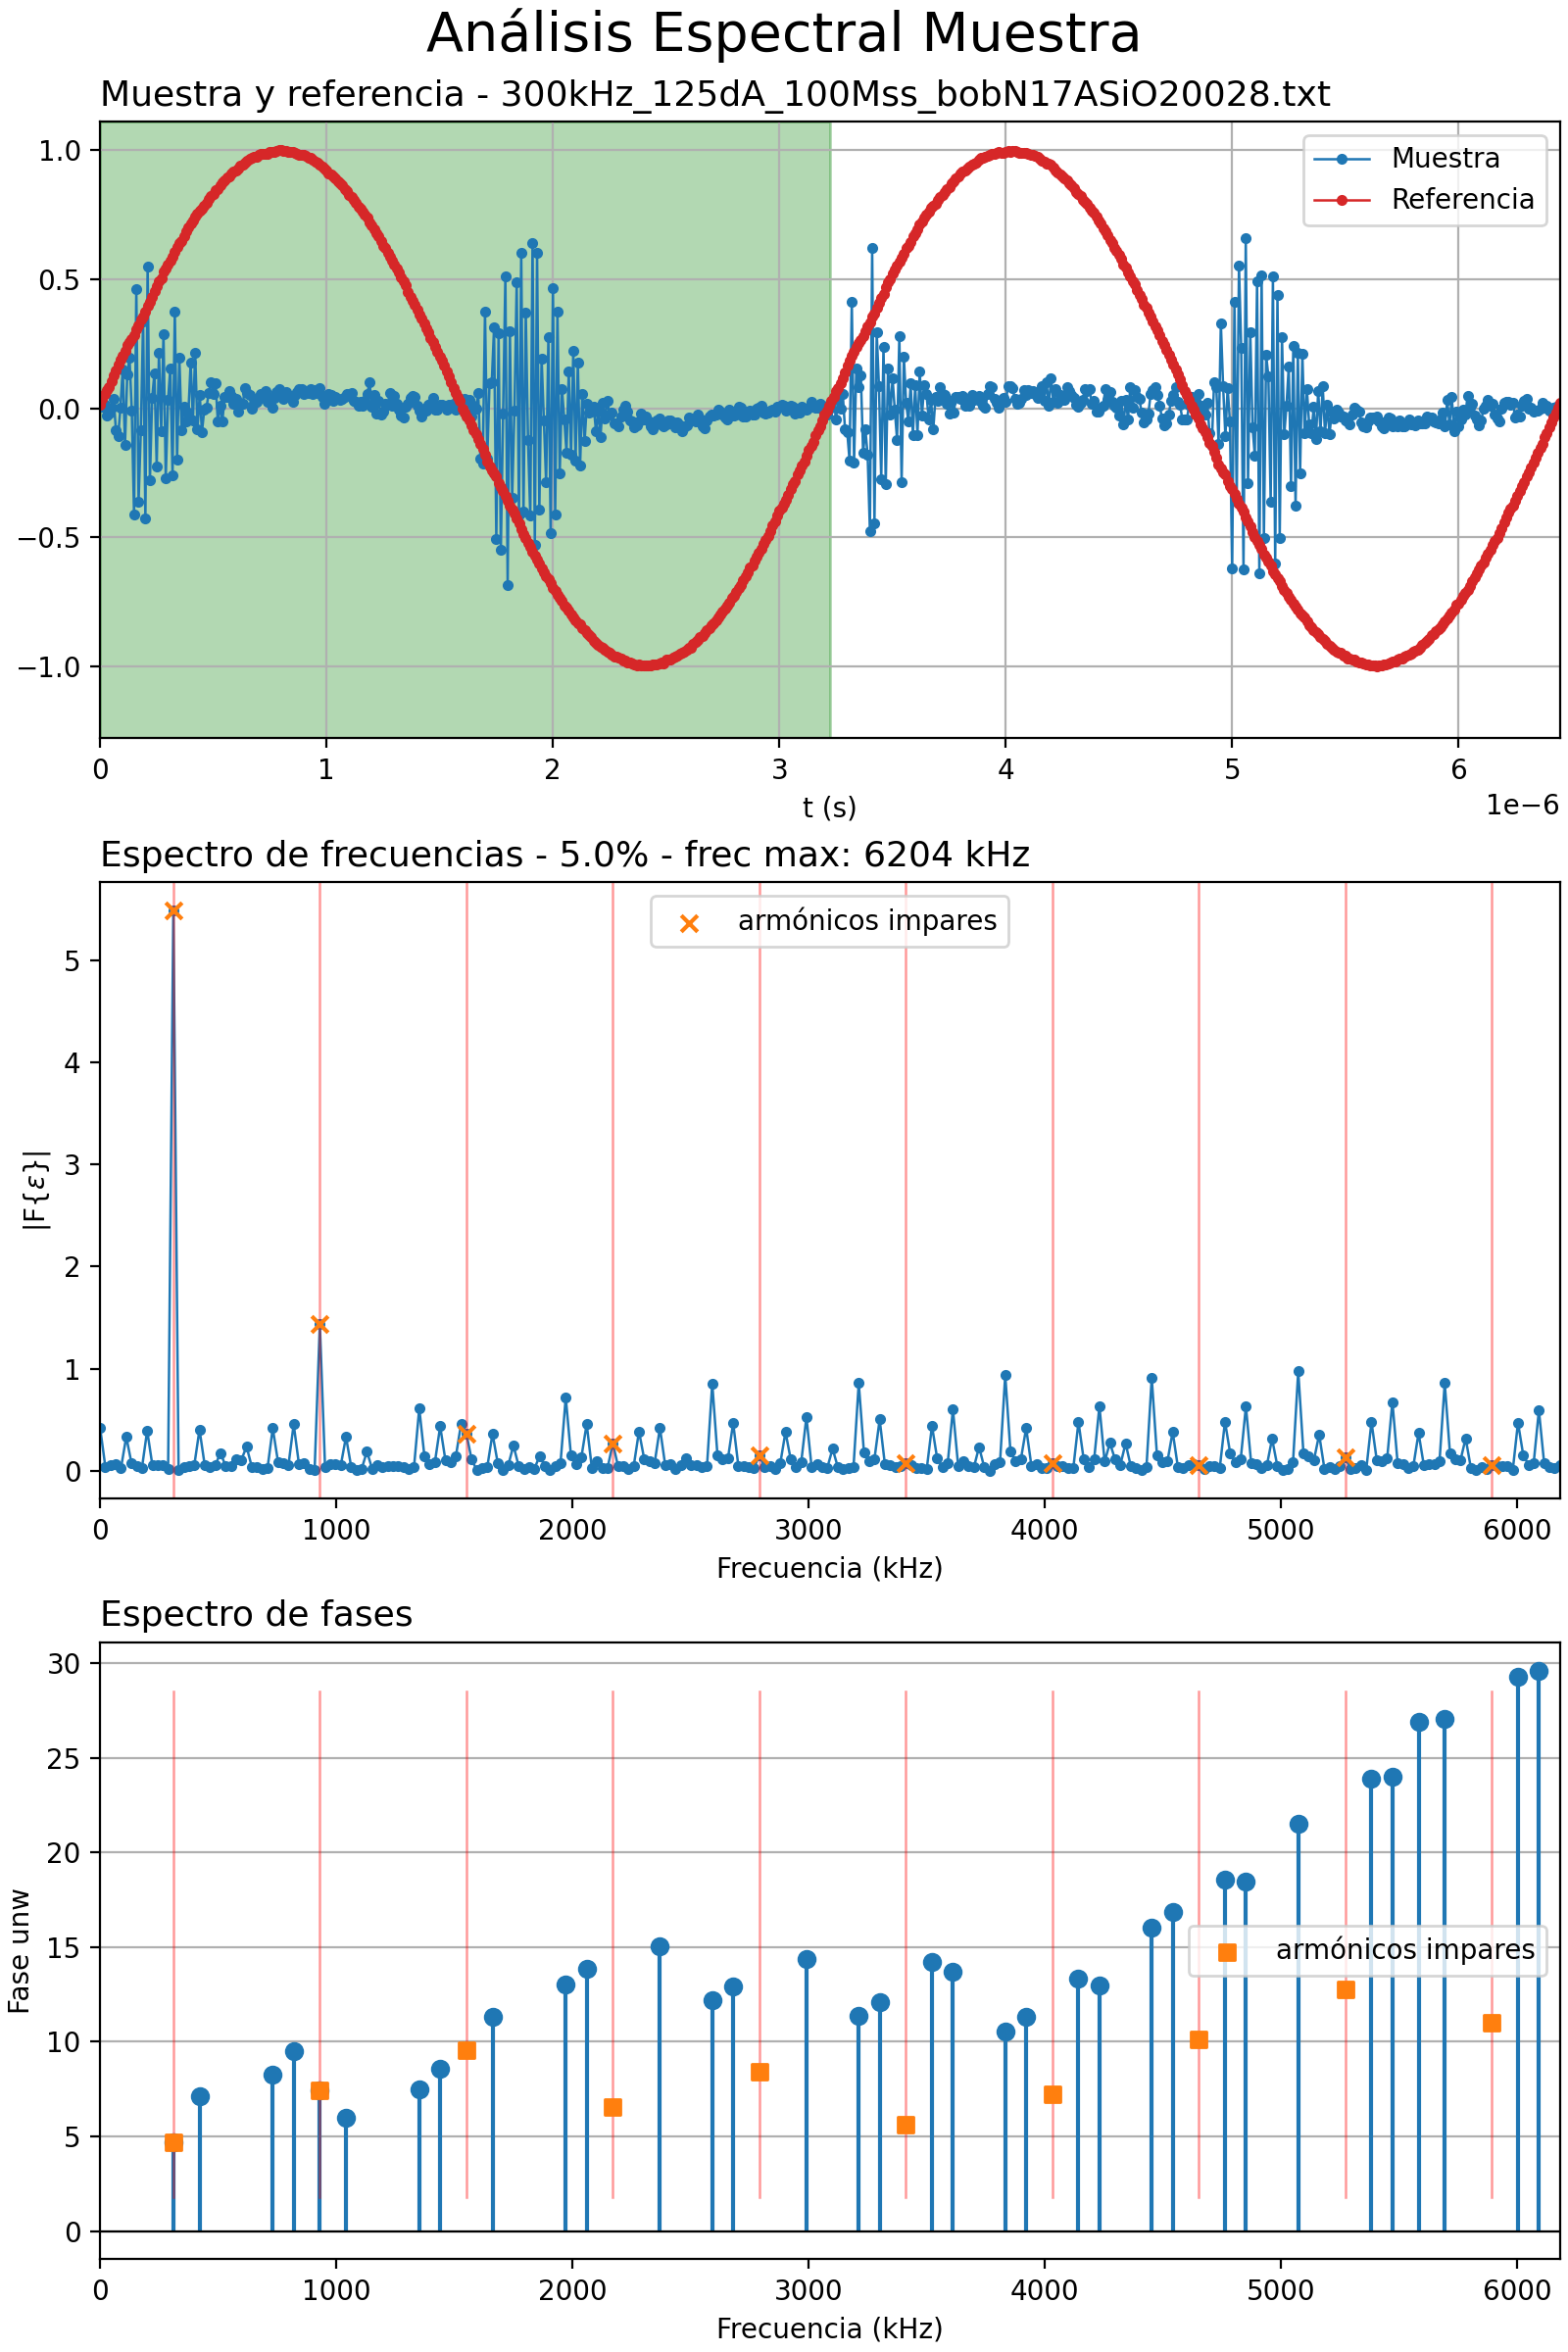 Análisis Espectral Muestra
Muestra y referencia - 300kHz_125dA_100Mss_bobN17ASiO20028.txt
1.0
0.5
0.0
−0.5
−1.0
Muestra
Referencia
0 1 2 3 4 5 6
t (s)
1e−6
Espectro de frecuencias - 5.0% - frec max: 6204 kHz
armónicos impares
5
4
3
2
1
0
|F{ε}|
0 1000 2000 3000 4000 5000 6000
Frecuencia (kHz)
Espectro de fases
30
25
20
15
10
5
0
Fase unw
armónicos impares
0 1000 2000 3000 4000 5000 6000
Frecuencia (kHz)